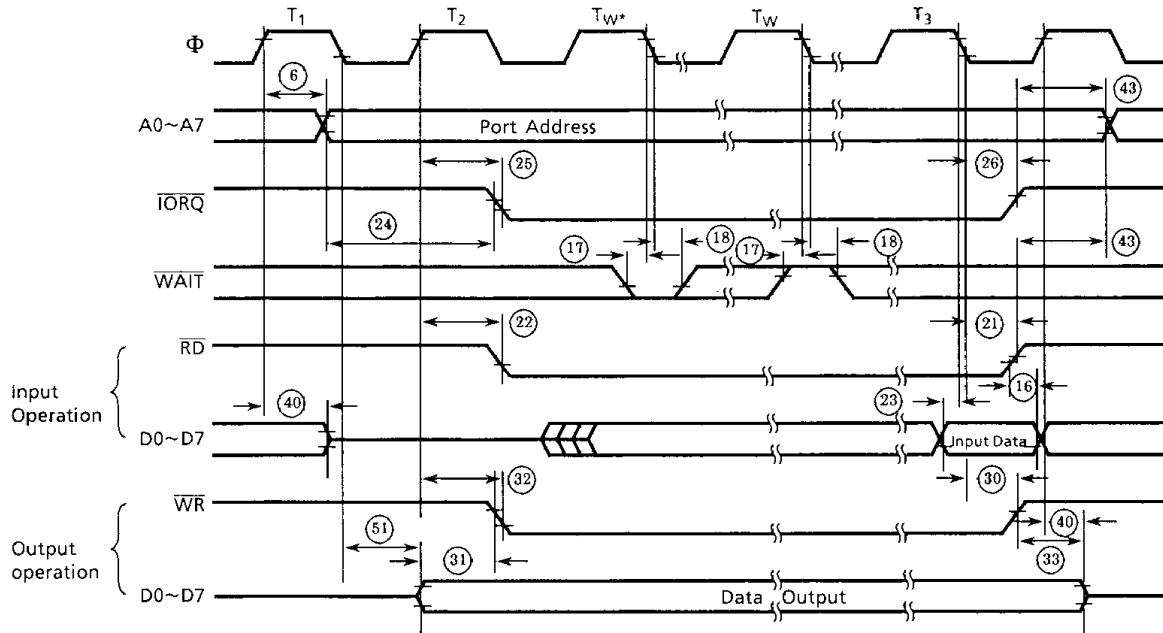 T1 T2 TW* TW T3
Φ
6 43
A0~A7 Port Address
25 26
IORQ
24 17 18 17 18 43
WAIT
22 21
RD
Input
Operation
40 23 16
D0~D7 Input Data
32 30
WR
51 31 40
33
Output
operation
D0~D7 Data Output